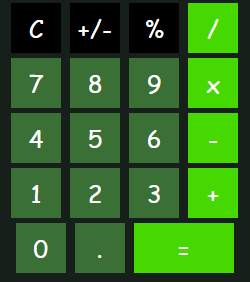 C +/- % /
7 8 9 x
4 5 6 -
1 2 3 +
0 . =